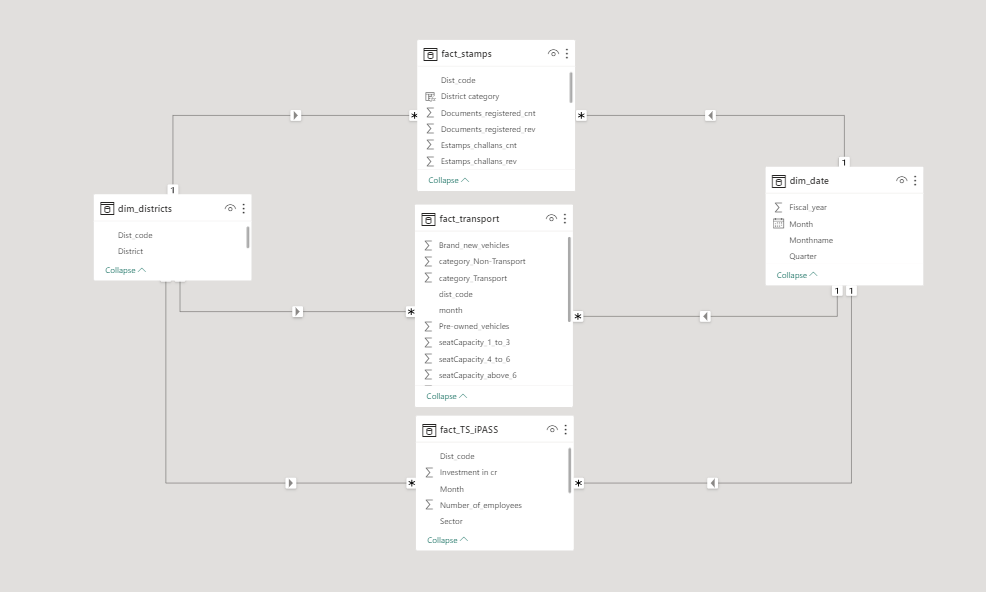 fact_stamps
Dist_code
District category
Documents_registered_cnt
Documents_registered_rev
Estamps_challans_cnt
Estamps_challans_rev
Collapse
*
*
1
1
dim_districts
Dist_code
District
Collapse
dim_date
Fiscal_year
Month
Monthname
Quarter
Collapse
1 1
fact_transport
Brand_new_vehicles
category_Non-Transport
category_Transport
dist_code
month
Pre-owned_vehicles
seatCapacity_1_to_3
seatCapacity_4_to_6
seatCapacity_above_6
Collapse
*
*
fact_TS_iPASS
Dist_code
Investment in cr
Month
Number_of_employees
Sector
Collapse
*
*